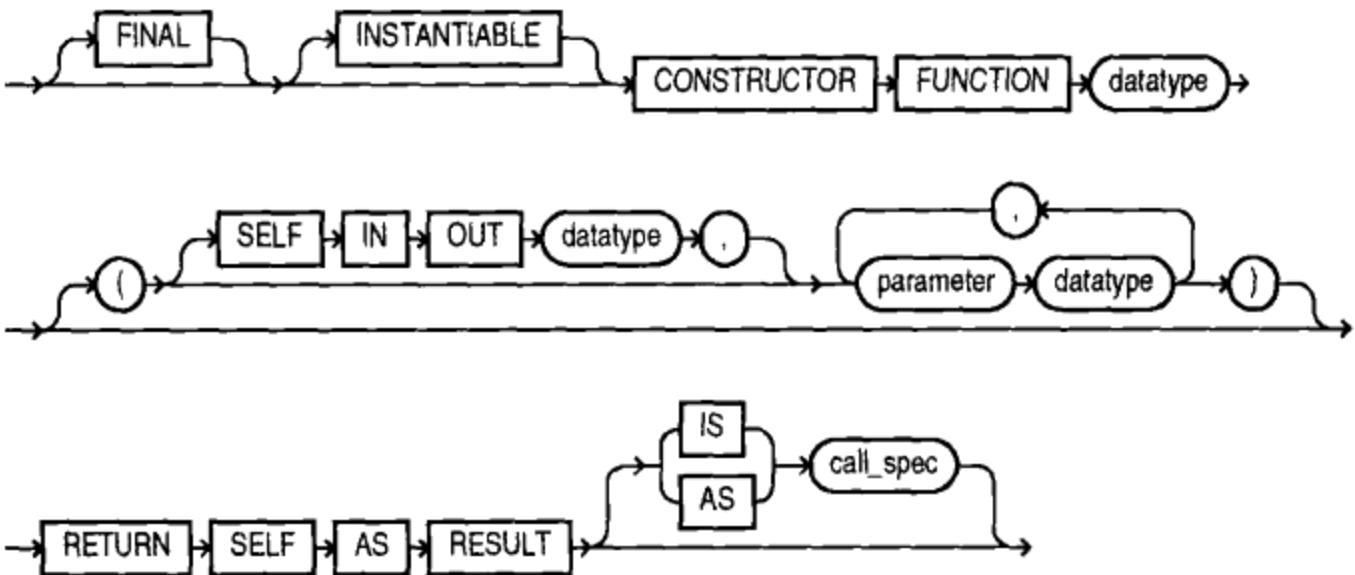 FINAL INSTANTIABLE
CONSTRUCTOR FUNCTION datatype
,
SELF IN OUT datatype ,
( parameter datatype )
IS
call_spec
AS
RETURN SELF AS RESULT